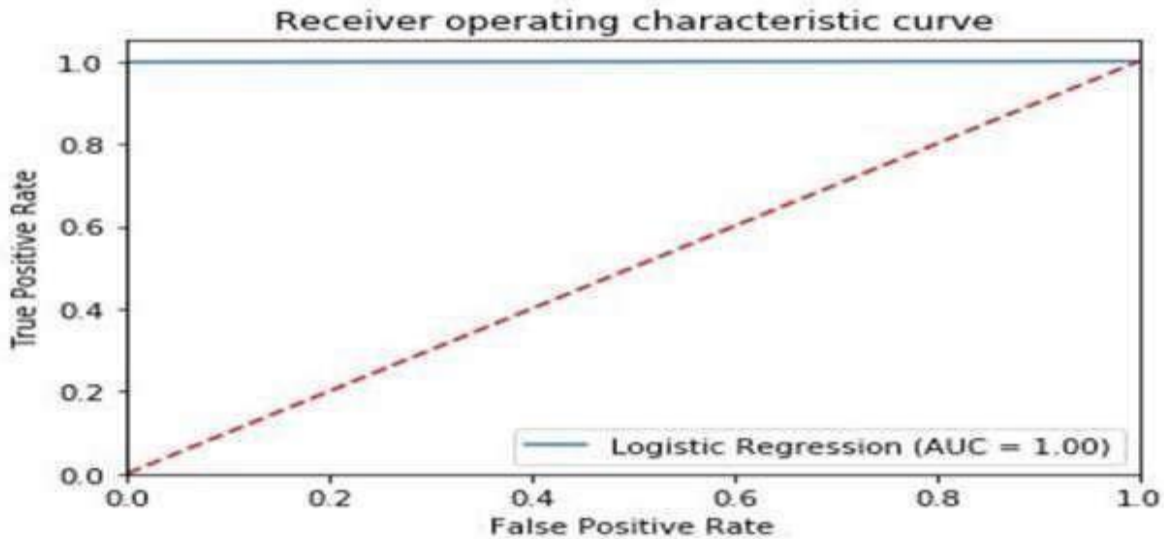 Receiver operating characteristic curve
1.0
0.8
0.6
0.4
0.2
0.0
True Positive Rate
Logistic Regression (AUC = 1.00)
0.0 0.2 0.4 0.6 0.8 1.0
False Positive Rate